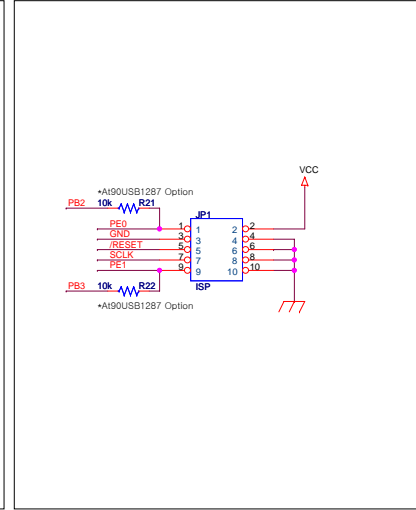 VCC
*At90USB1287 Option
PB2 10k R21
JP1
PE0 1 1 2 2
GND 3 3 4 4
/RESET 5 5 6 6
SCLK 7 7 8 8
PE1 9 9 10 10
PB3 10k R22 ISP
*At90USB1287 Option